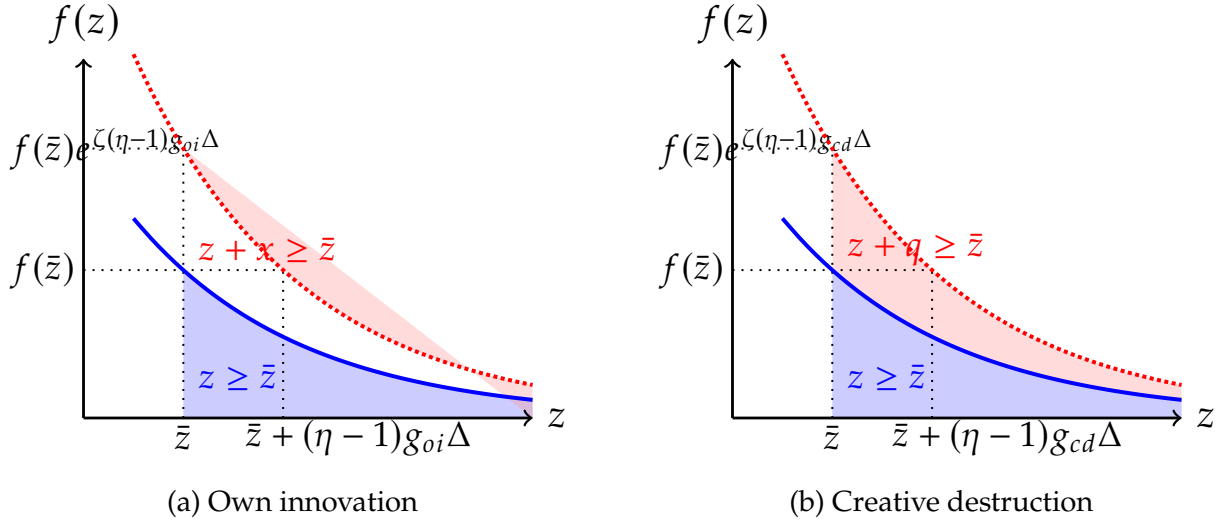 f(z)
f(z̄)e^{ζ(η−1)g_{oi}Δ}
z + x ≥ z̄
f(z̄)
z ≥ z̄
z
z̄
z̄ + (η − 1)g_{oi}Δ
(a) Own innovation
f(z)
f(z̄)e^{ζ(η−1)g_{cd}Δ}
z + q ≥ z̄
f(z̄)
z ≥ z̄
z
z̄
z̄ + (η − 1)g_{cd}Δ
(b) Creative destruction